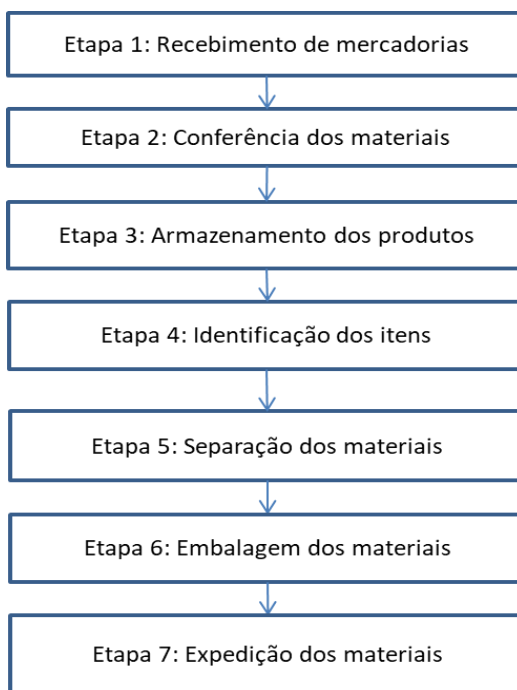 Etapa 1: Recebimento de mercadorias
Etapa 2: Conferência dos materiais
Etapa 3: Armazenamento dos produtos
Etapa 4: Identificação dos itens
Etapa 5: Separação dos materiais
Etapa 6: Embalagem dos materiais
Etapa 7: Expedição dos materiais